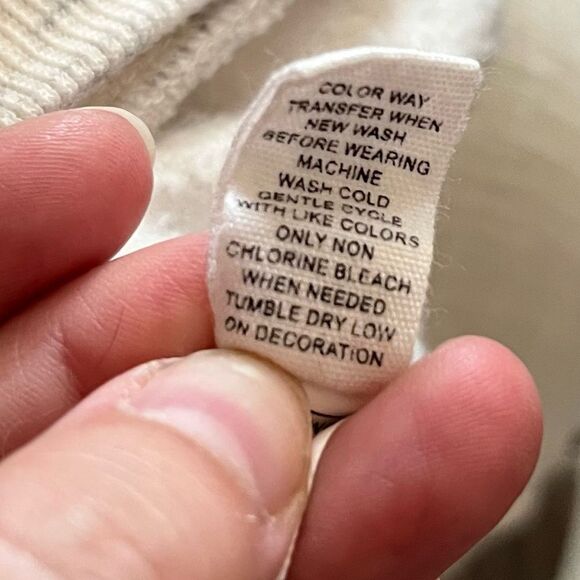 COLOR WAY
TRANSFER WHEN
NEW WASH
BEFORE WEARING
MACHINE
WASH COLD
GENTLE CYCLE
WITH LIKE COLORS
ONLY NON
CHLORINE BLEACH
WHEN NEEDED
TUMBLE DRY LOW
ON DECORATION